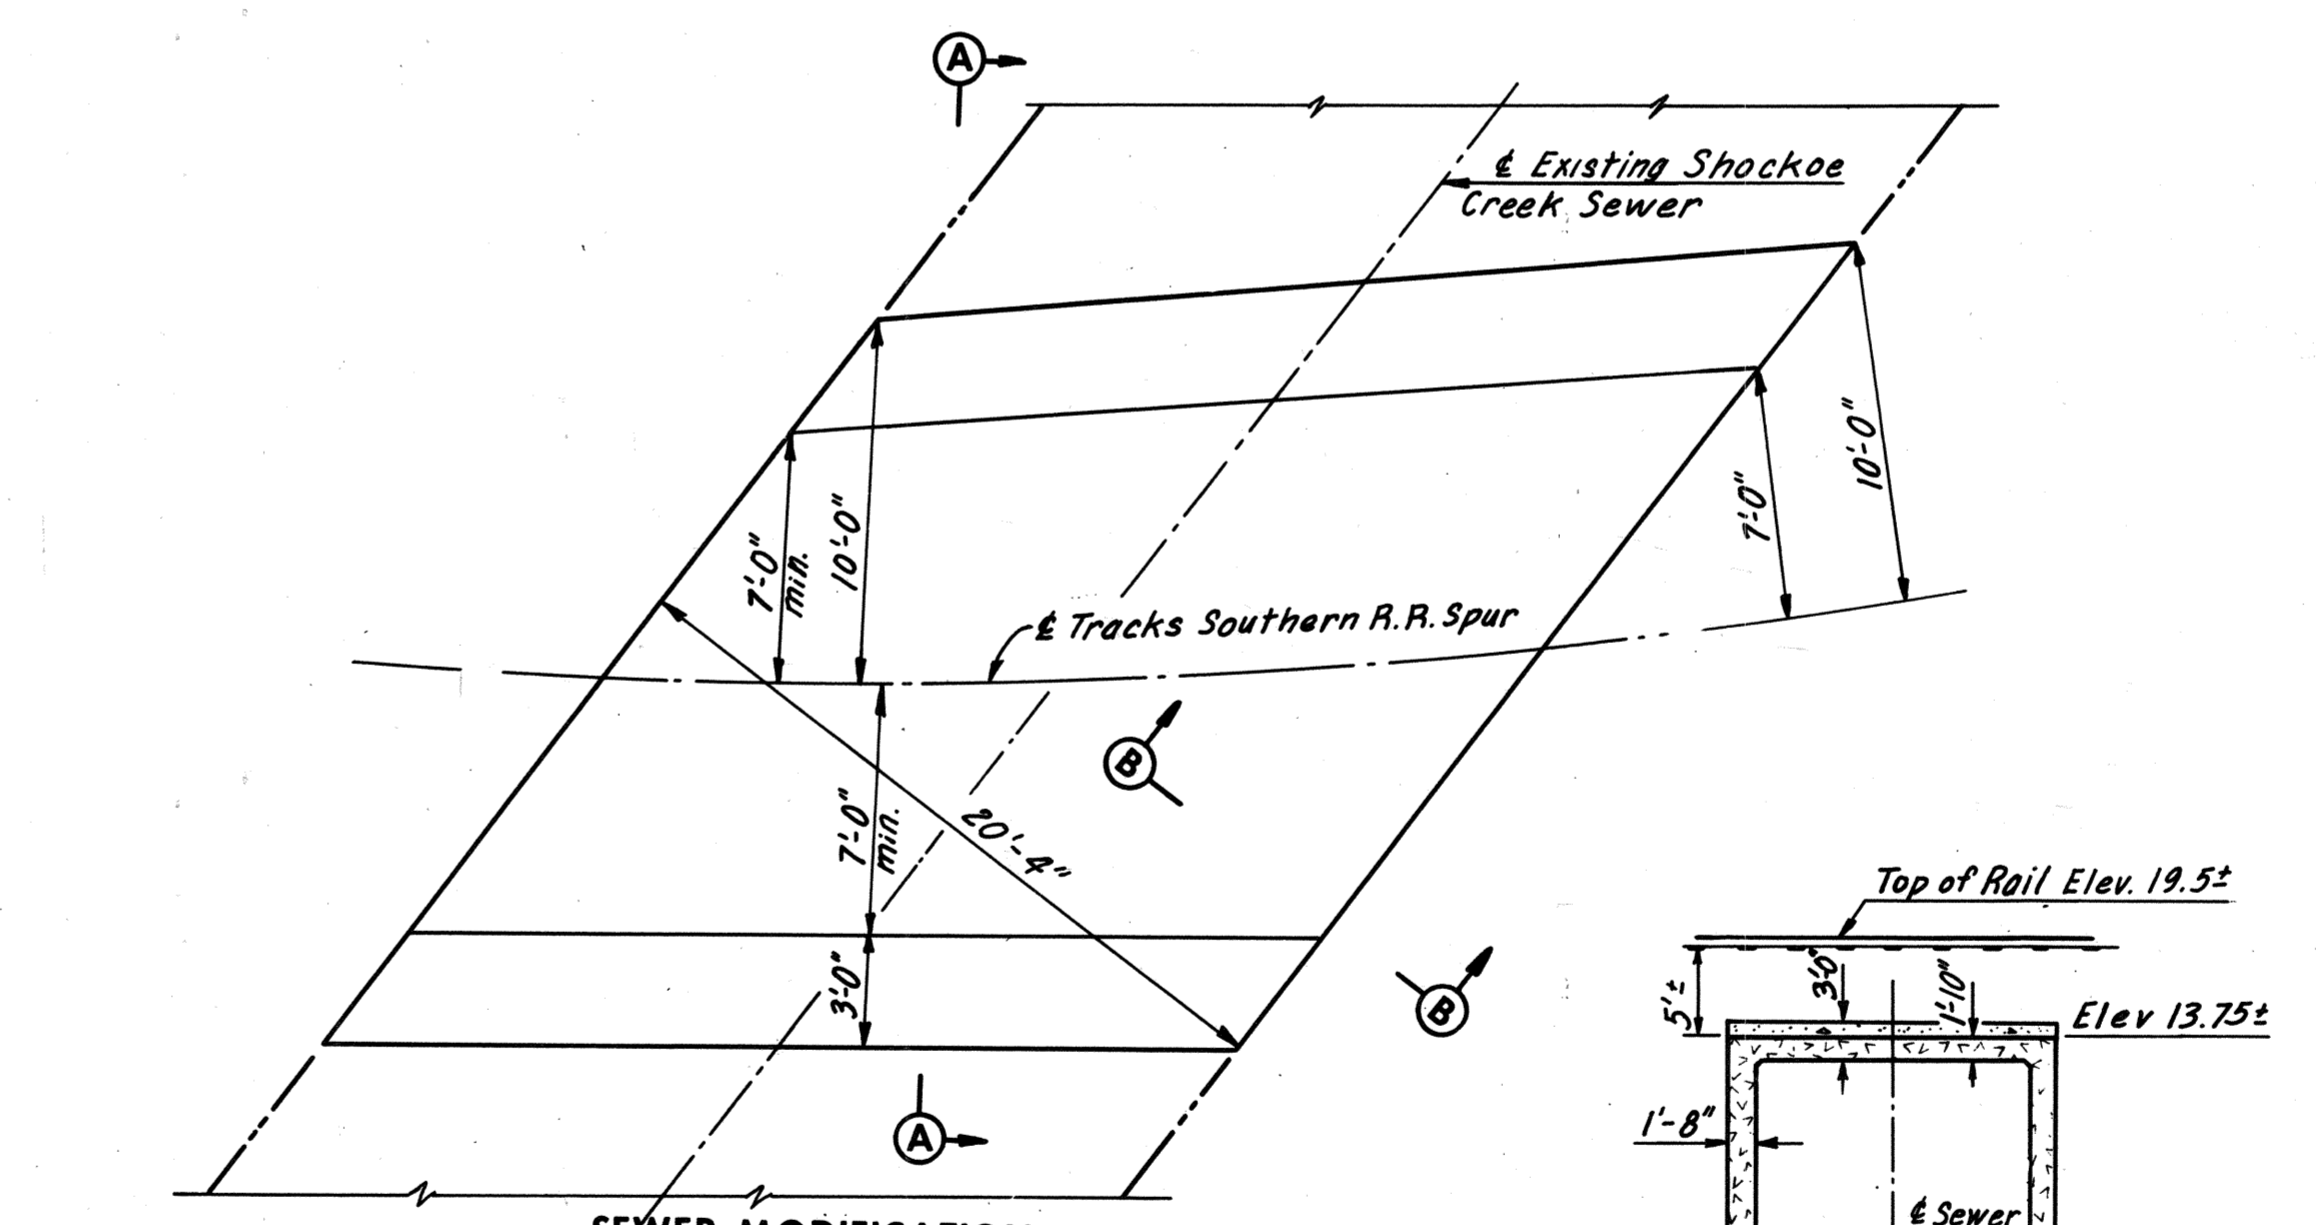 A
℄ Existing Shockoe
Creek Sewer
7'-0"
min.
10'-0"
7'-0"
10'-0"
℄ Tracks Southern R.R. Spur
B
7'-0"
min.
20'-4"
3'-0"
B
A
Top of Rail Elev. 19.5±
5'±
3'-0"
1'-10"
Elev 13.75±
1'-8"
℄ Sewer
SEWER MODIFICATION